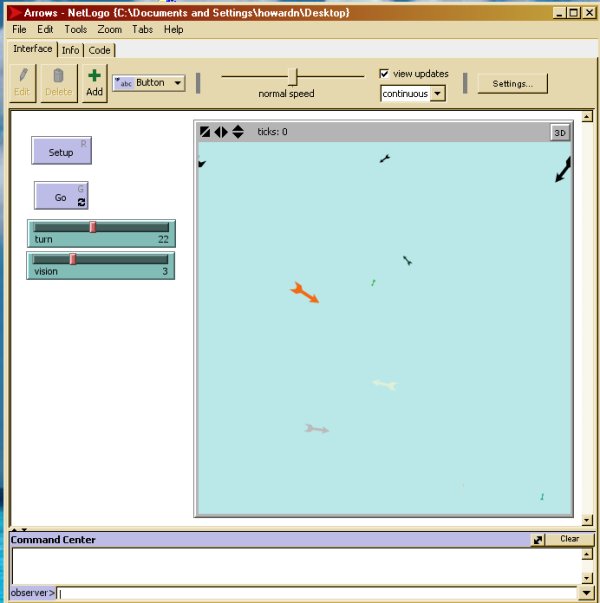 Arrows - NetLogo {C:\Documents and Settings\howardn\Desktop}
File Edit Tools Zoom Tabs Help
Interface Info Code
Edit Delete Add abc Button normal speed view updates continuous Settings...
ticks: 0 3D
Setup R
Go G
turn 22
vision 3
Command Center Clear
observer>